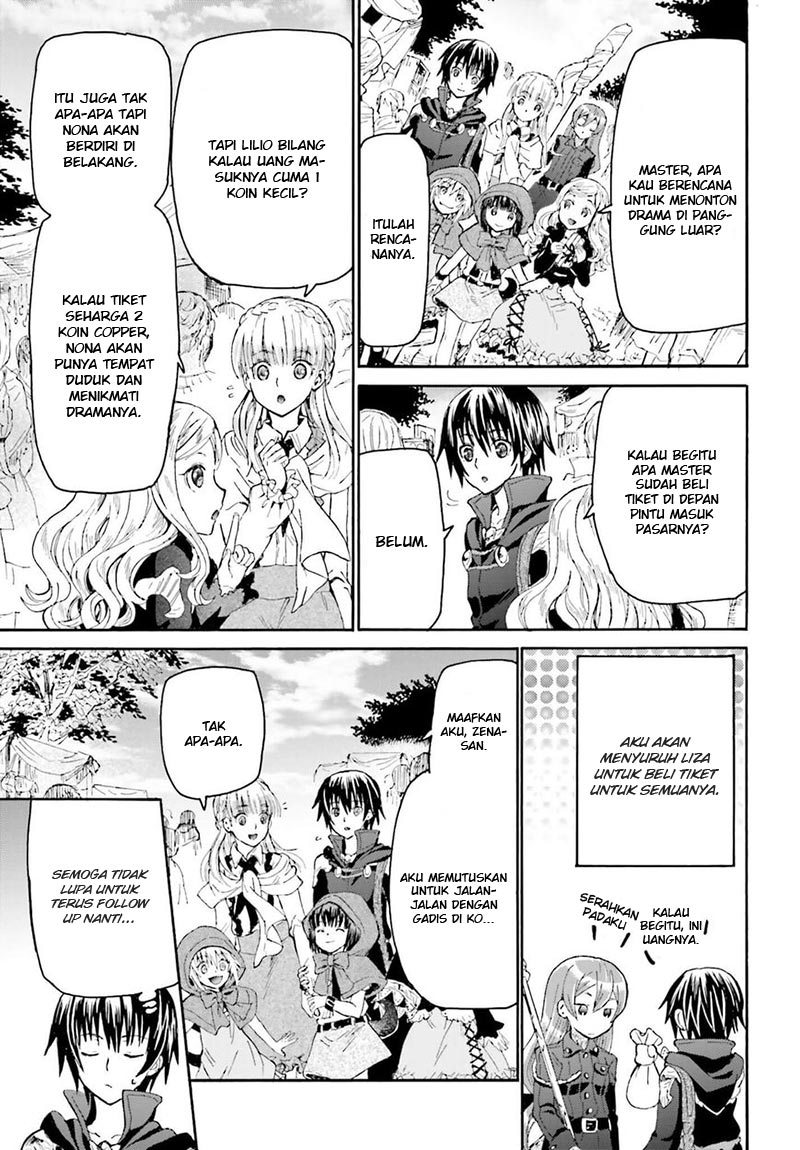 MASTER, APA
KAU BERENCANA
UNTUK MENONTON
DRAMA DI PANG-
GUNG LUAR?
ITULAH
RENCA-
NANYA.
KALAU BEGITU
APA MASTER
SUDAH BELI
TIKET DI DEPAN
PINTU MASUK
PASARNYA?
BELUM.
TAPI LILIO BILANG
KALAU UANG MA-
SUKNYA CUMA 1
KOIN KECIL?
ITU JUGA TAK
APA-APA TAPI
NONA AKAN
BERDIRI DI
BELAKANG.
KALAU TIKET
SEHARGA 2
KOIN COPPER,
NONA AKAN
PUNYA TEMPAT
DUDUK DAN
MENIKMATI
DRAMANYA.
AKU AKAN
MENYURUH LIZA
UNTUK BELI TIKET
UNTUK SEMUANYA.
KALAU
BEGITU, INI
UANGNYA.
SERAHKAN
PADAKU
MAAFKAN
AKU, ZENA-
SAN.
AKU MEMUTUSKAN
UNTUK JALAN-
JALAN DENGAN
GADIS DI KO...
TAK
APA-APA.
SEMOGA TIDAK
LUPA UNTUK
TERUS FOLLOW
UP NANTI...